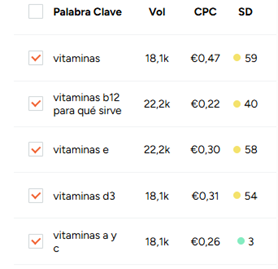 Palabra Clave Vol CPC SD
vitaminas 18,1k €0,47 59
vitaminas b12
para qué sirve 22,2k €0,22 40
vitaminas e 22,2k €0,30 58
vitaminas d3 18,1k €0,31 54
vitaminas a y
c 18,1k €0,26 3